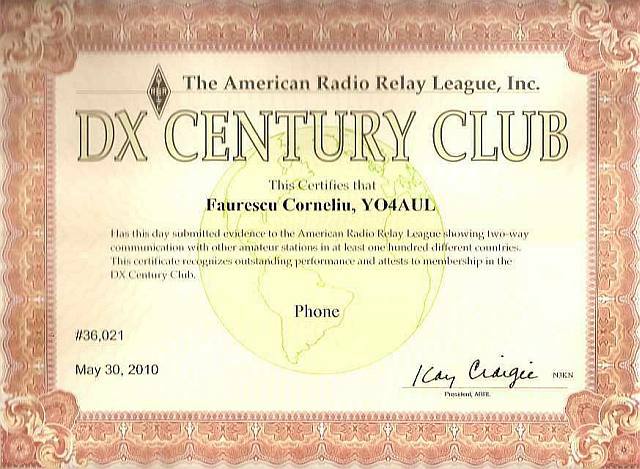 The American Radio Relay League, Inc.
DX CENTURY CLUB
This Certifies that
Faurescu Corneliu, YO4AUL
Has this day submitted evidence to the American Radio Relay League showing two-way
communication with other amateur stations in at least one hundred different countries.
This certificate recognizes outstanding performance and attests to membership in the
DX Century Club.
Phone
#36,021
May 30, 2010
Kay Craigie N3KN
President, ARRL